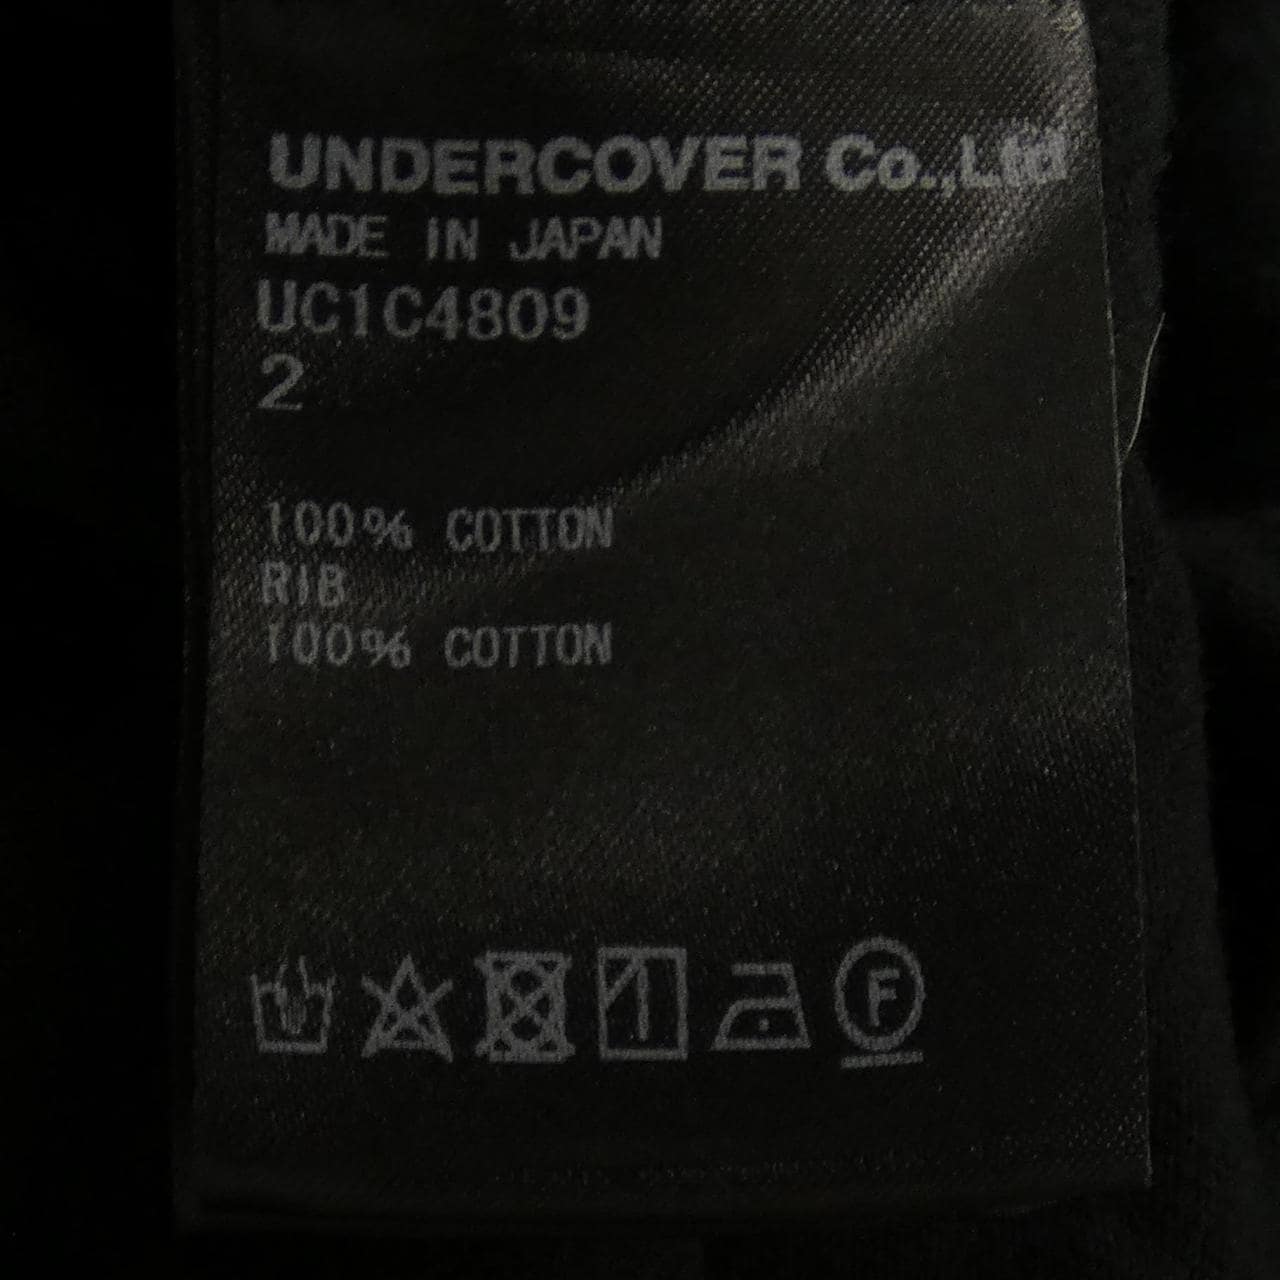 UNDERCOVER Co.,Ltd
MADE IN JAPAN
UC1C4809
2
100% COTTON
RIB
100% COTTON
F